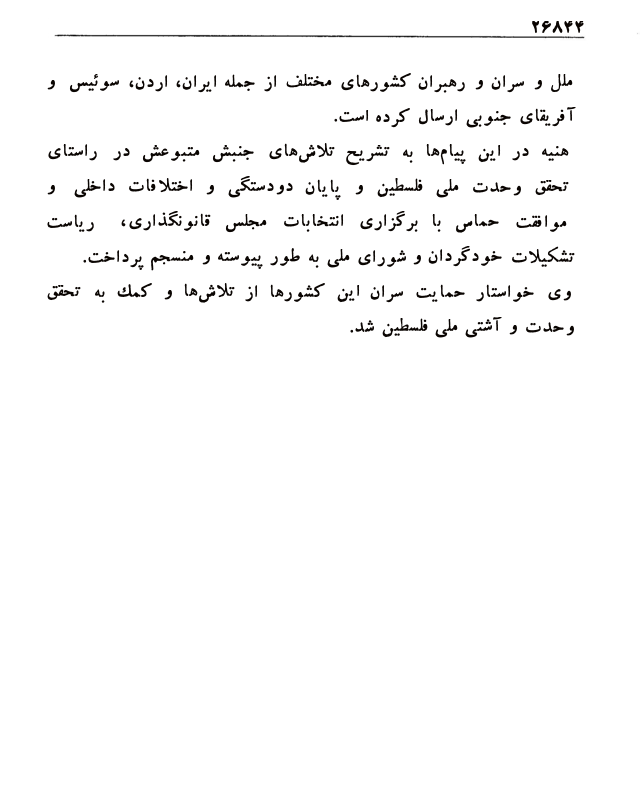 ۲۶۸۴۴
ملل و سران و رهبران کشورهای مختلف از جمله ایران، اردن، سوئیس و
آفریقای جنوبی ارسال کرده است.
هنیه در این پیام‌ها به تشریح تلاش‌های جنبش متبوعش در راستای
تحقق وحدت ملی فلسطین و پایان دودستگی و اختلافات داخلی و
موافقت حماس با برگزاری انتخابات مجلس قانونگذاری، ریاست
تشکیلات خودگردان و شورای ملی به طور پیوسته و منسجم پرداخت.
وی خواستار حمایت سران این کشورها از تلاش‌ها و کمك به تحقق
وحدت و آشتی ملی فلسطین شد.